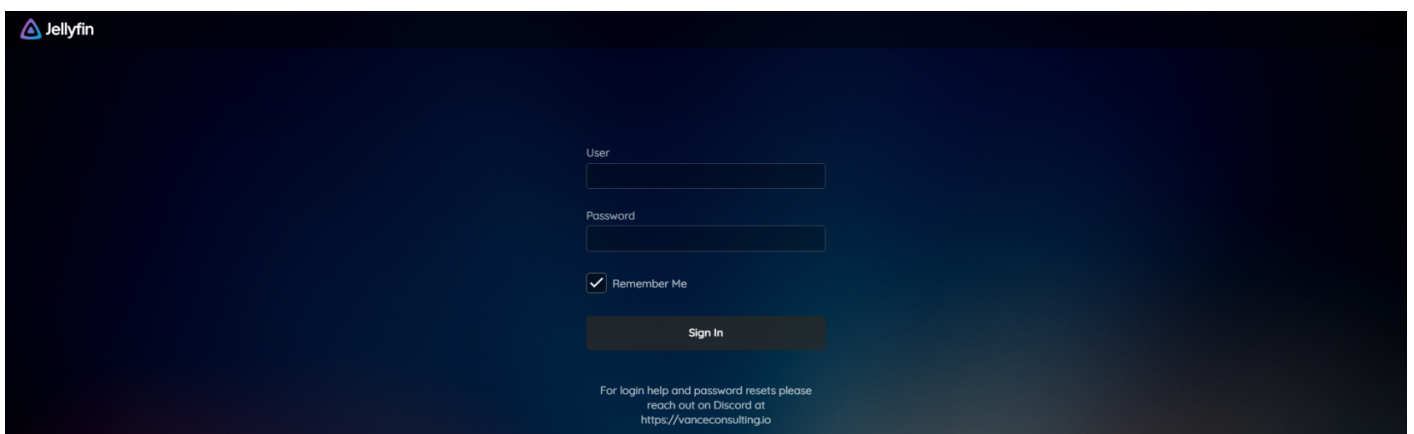 Jellyfin
User
Password
Remember Me
Sign In
For login help and password resets please
reach out on Discord at
https://vanceconsulting.io